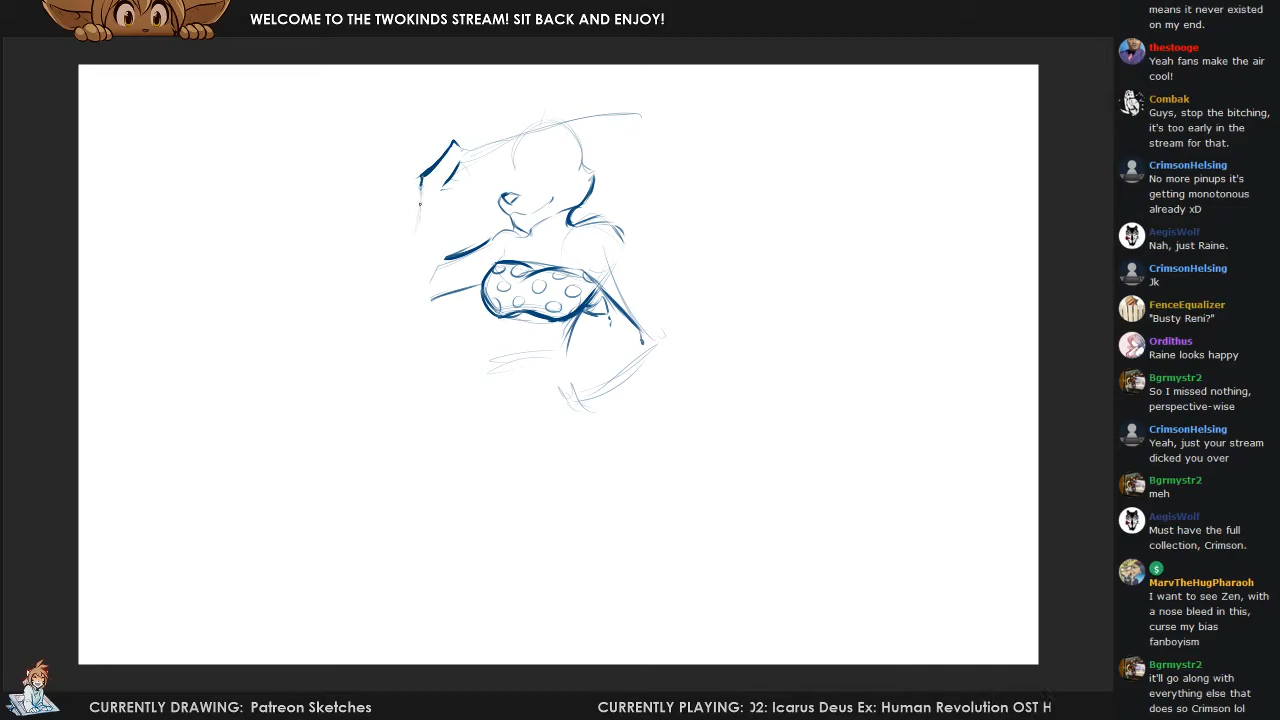 WELCOME TO THE TWOKINDS STREAM! SIT BACK AND ENJOY!
means it never existed
on my end.
thestooge
Yeah fans make the air
cool!
Combak
Guys, stop the bitching,
it's too early in the
stream for that.
CrimsonHelsing
No more pinups it's
getting monotonous
already xD
AegisWolf
Nah, just Raine.
CrimsonHelsing
Jk
FenceEqualizer
"Busty Reni?"
Ordithus
Raine looks happy
Bgrmystr2
So I missed nothing,
perspective-wise
CrimsonHelsing
Yeah, just your stream
dicked you over
Bgrmystr2
meh
AegisWolf
Must have the full
collection, Crimson.
$
MarvTheHugPharaoh
I want to see Zen, with
a nose bleed in this,
curse my bias
fanboyism
Bgrmystr2
it'll go along with
everything else that
does so Crimson lol
CURRENTLY DRAWING: Patreon Sketches
CURRENTLY PLAYING: 02: Icarus Deus Ex: Human Revolution OST H